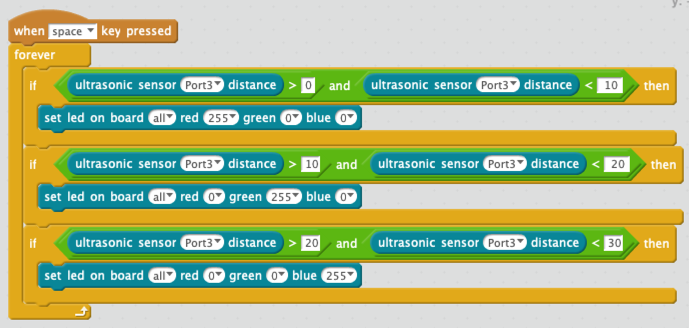 y:
when space key pressed
forever
if ultrasonic sensor Port3 distance > 0 and ultrasonic sensor Port3 distance < 10 then
set led on board all red 255 green 0 blue 0
if ultrasonic sensor Port3 distance > 10 and ultrasonic sensor Port3 distance < 20 then
set led on board all red 0 green 255 blue 0
if ultrasonic sensor Port3 distance > 20 and ultrasonic sensor Port3 distance < 30 then
set led on board all red 0 green 0 blue 255